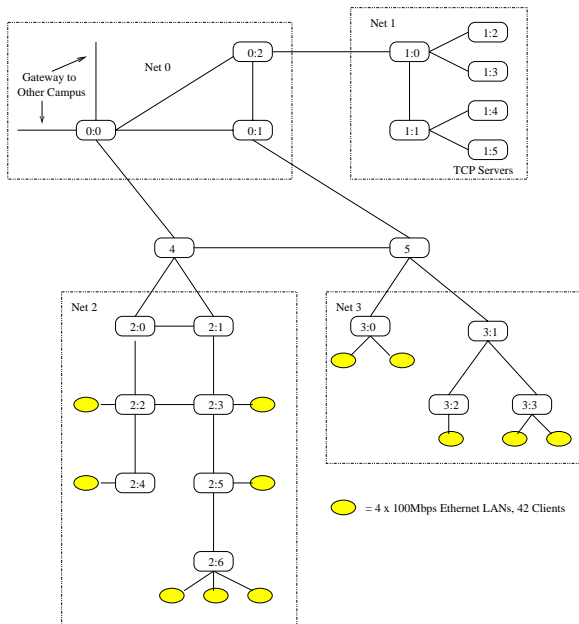 Net 1
1:2
0:2
1:0
Net 0
1:3
Gateway to
Other Campus
1:4
0:0
0:1
1:1
1:5
TCP Servers
4
5
Net 2
Net 3
2:0
2:1
3:0
3:1
2:2
2:3
3:2
3:3
2:4
2:5
= 4 x 100Mbps Ethernet LANs, 42 Clients
2:6